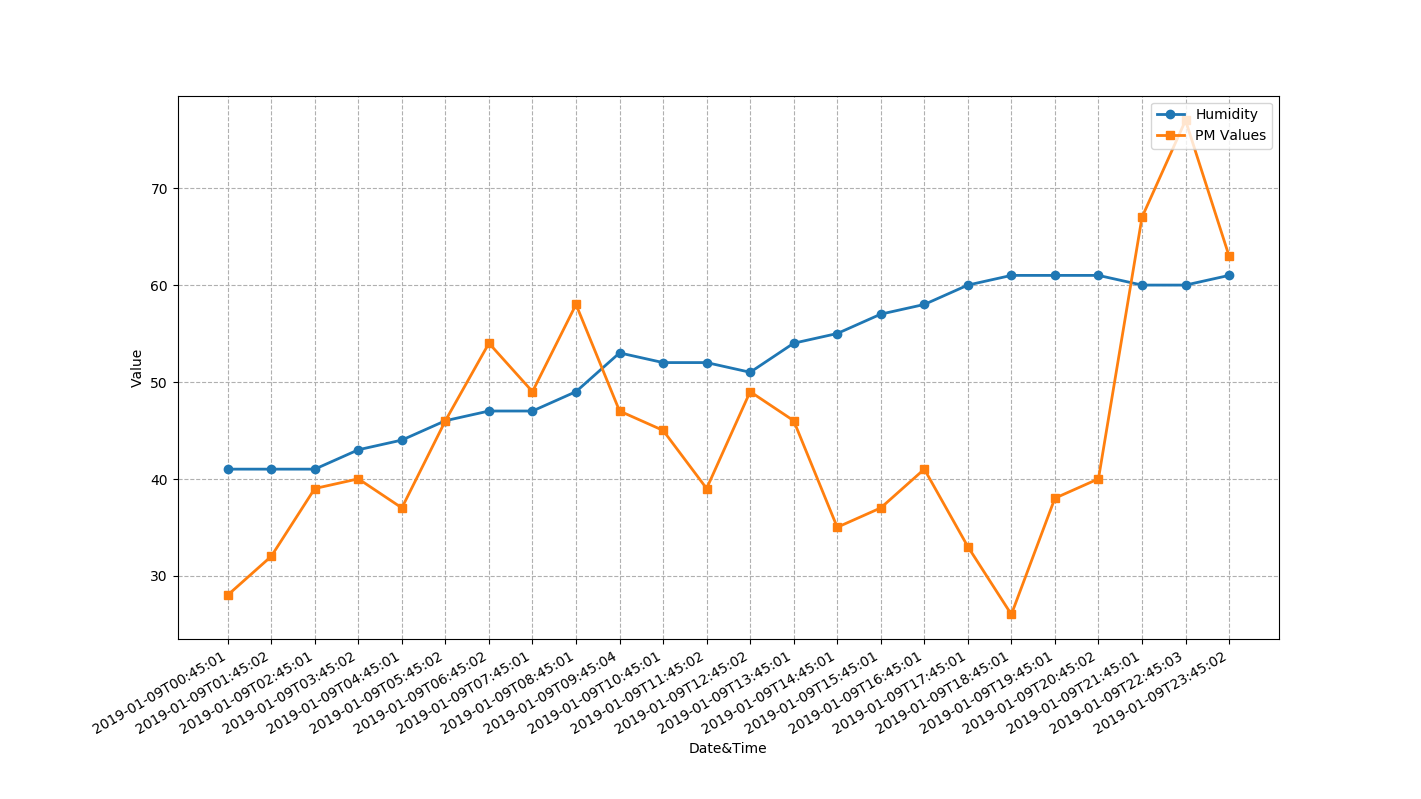 Humidity
PM Values
70
60
50
40
30
Value
2019-01-09T00:45:01
2019-01-09T01:45:02
2019-01-09T02:45:01
2019-01-09T03:45:02
2019-01-09T04:45:01
2019-01-09T05:45:02
2019-01-09T06:45:02
2019-01-09T07:45:01
2019-01-09T08:45:01
2019-01-09T09:45:04
2019-01-09T10:45:01
2019-01-09T11:45:02
2019-01-09T12:45:02
2019-01-09T13:45:01
2019-01-09T14:45:01
2019-01-09T15:45:01
2019-01-09T16:45:01
2019-01-09T17:45:01
2019-01-09T18:45:01
2019-01-09T19:45:01
2019-01-09T20:45:02
2019-01-09T21:45:01
2019-01-09T22:45:03
2019-01-09T23:45:02
Date&Time